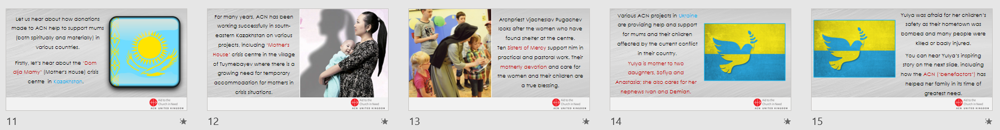 Let us hear about how donations
made to ACN help to support mums
(both spiritually and materially) in
various countries.
Firstly, let's hear about the 'Dom
dlja Mamy' (Mother's House) crisis
centre in Kazakhstan.
Aid to the
Church in Need
ACN UNITED KINGDOM
11
For many years, ACN has been
working successfully in south-
eastern Kazakhstan on various
projects, including 'Mother's
House' crisis centre in the village
of Tuymebayev where there is a
growing need for temporary
accommodation for mothers in
crisis situations.
Aid to the
Church in Need
ACN UNITED KINGDOM
12
Archpriest Vjacheslav Pugachev
looks after the women who have
found shelter at the centre.
Ten Sisters of Mercy support him in
practical and pastoral work. Their
motherly devotion and care for
the women and their children are
a true blessing.
Aid to the
Church in Need
ACN UNITED KINGDOM
13
Various ACN projects in Ukraine
are providing help and support
for mums and their children
affected by the current conflict
in their country.
Yulya is mother to two
daughters, Sofiya and
Anastasia; she also cares for her
nephews Ivan and Demian.
Aid to the
Church in Need
ACN UNITED KINGDOM
14
Yulya was afraid for her children's
safety as their hometown was
bombed and many people were
killed or badly injured.
You can hear Yulya's inspiring
story on the next slide, including
how the ACN ('benefactors') has
helped her family in its time of
greatest need.
Aid to the
Church in Need
ACN UNITED KINGDOM
15